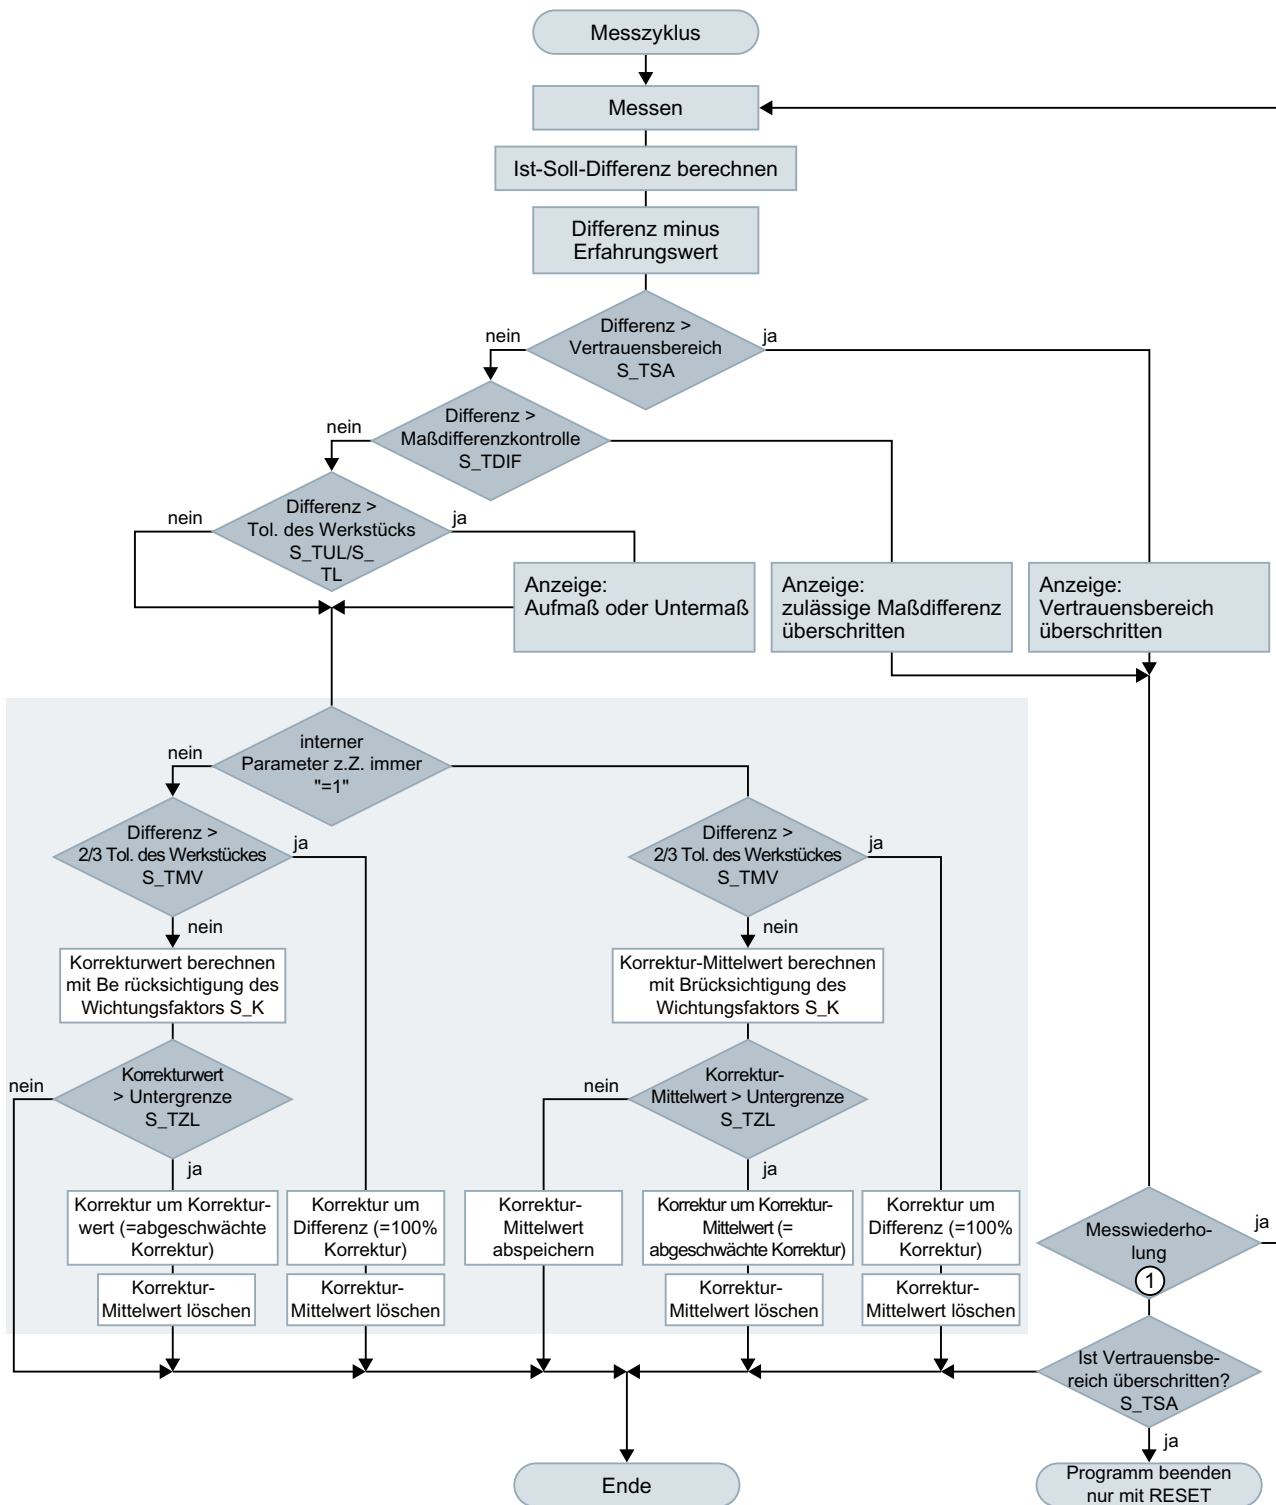 Messzyklus
Messen
Ist-Soll-Differenz berechnen
Differenz minus
Erfahrungswert
Differenz >
Vertrauensbereich
S_TSA
nein
ja
Differenz >
Maßdifferenzkontrolle
S_TDIF
nein
Differenz >
Tol. des Werkstücks
S_TUL/S_
TL
nein
ja
Anzeige:
Aufmaß oder Untermaß
Anzeige:
zulässige Maßdifferenz
überschritten
Anzeige:
Vertrauensbereich
überschritten
interner
Parameter z.Z. immer
"=1"
nein
Differenz >
2/3 Tol. des Werkstückes
S_TMV
ja
nein
Differenz >
2/3 Tol. des Werkstückes
S_TMV
ja
nein
Korrekturwert berechnen
mit Be rücksichtigung des
Wichtungsfaktors S_K
Korrektur-Mittelwert berechnen
mit Brücksichtigung des
Wichtungsfaktors S_K
Korrekturwert
> Untergrenze
S_TZL
nein
ja
Korrektur-
Mittelwert > Untergrenze
S_TZL
nein
ja
Korrektur um Korrektur-
wert (=abgeschwächte
Korrektur)
Korrektur-
Mittelwert löschen
Korrektur um
Differenz (=100%
Korrektur)
Korrektur-
Mittelwert löschen
Korrektur-
Mittelwert
abspeichern
Korrektur um Korrektur-
Mittelwert (=
abgeschwächte Korrektur)
Korrektur-
Mittelwert löschen
Korrektur um
Differenz (=100%
Korrektur)
Korrektur-
Mittelwert löschen
Messwiederho-
lung
1
ja
Ist Vertrauensbe-
reich überschritten?
S_TSA
ja
Ende
Programm beenden
nur mit RESET